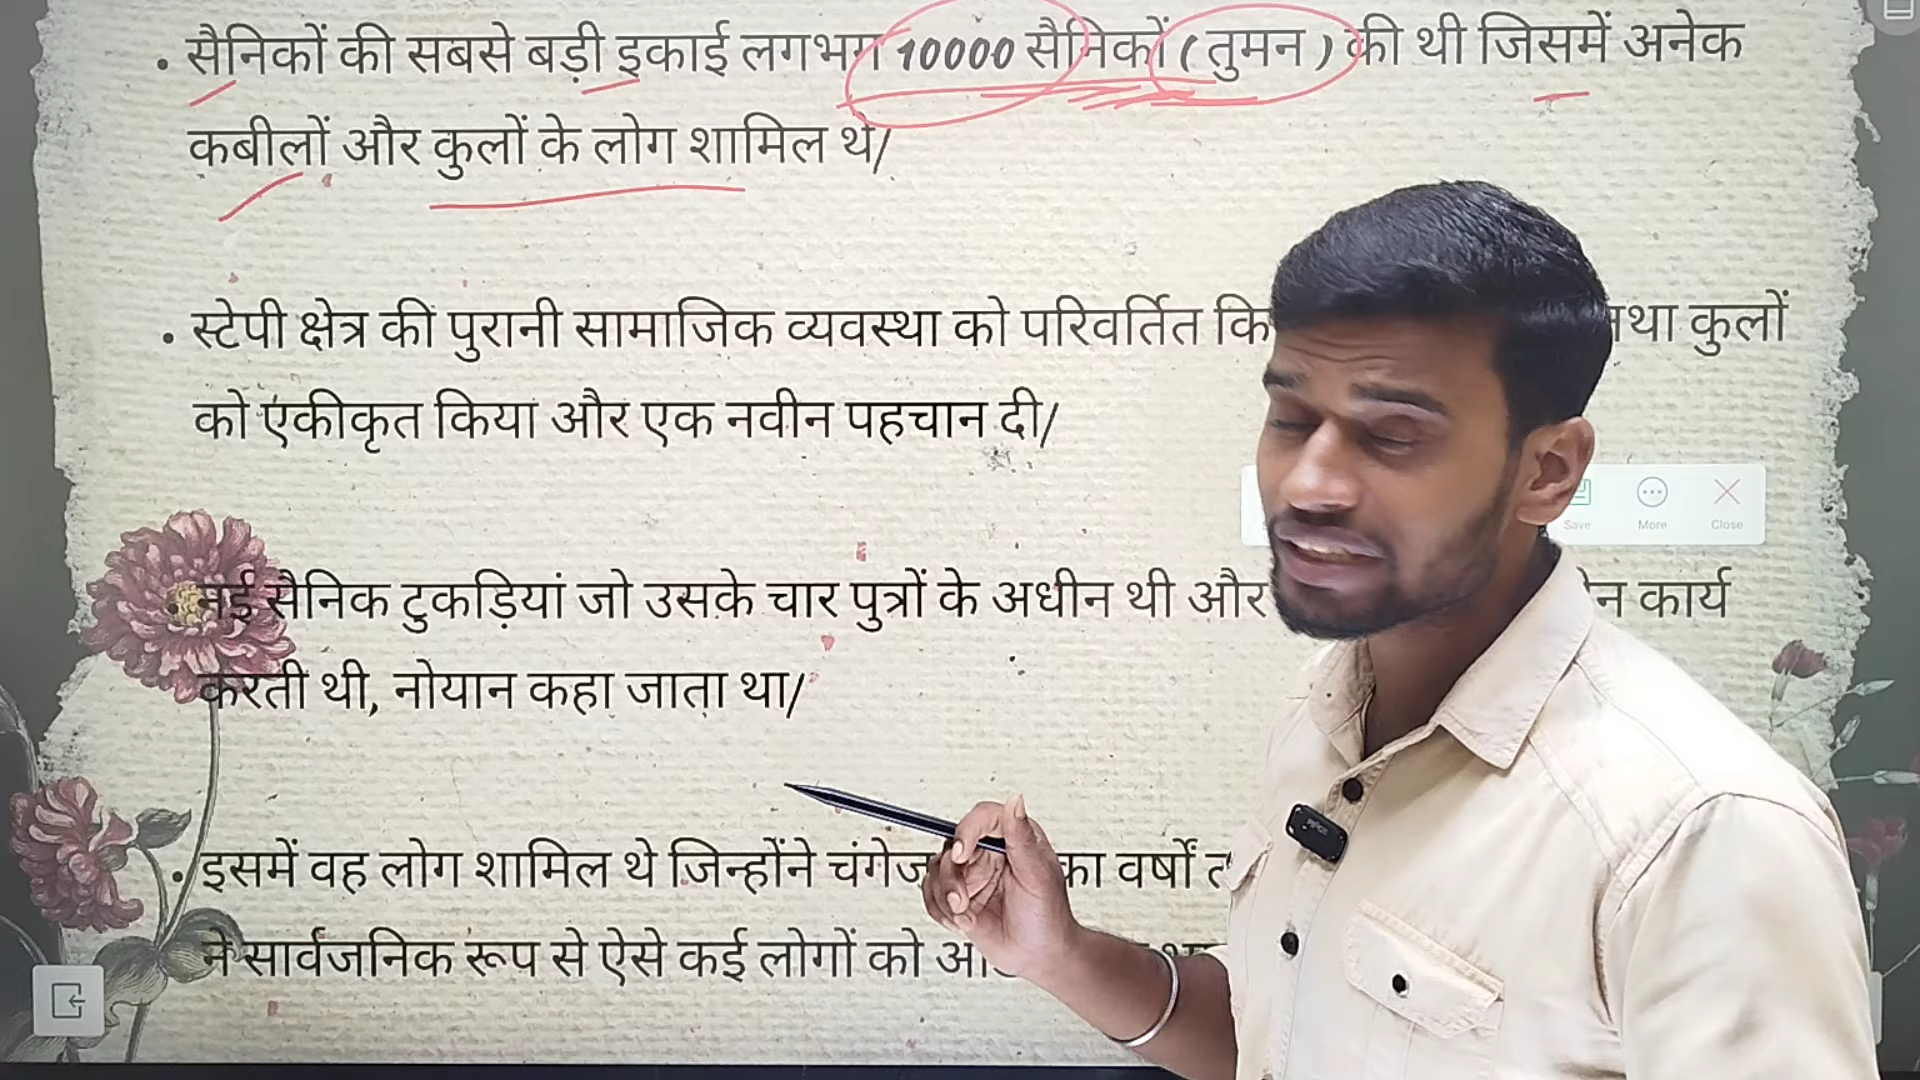 • सैनिकों की सबसे बड़ी इकाई लगभग 10000 सैनिकों ( तुमन ) की थी जिसमें अनेक
कबीलों और कुलों के लोग शामिल थे/
• स्टेपी क्षेत्र की पुरानी सामाजिक व्यवस्था को परिवर्तित तथा कुलों
को एकीकृत किया और एक नवीन पहचान दी/
Save More Close
• नई सैनिक टुकड़ियां जो उसके चार पुत्रों के अधीन थी और कार्य
करती थी, नोयान कहा जाता था/
• इसमें वह लोग शामिल थे जिन्होंने का वर्षों
ने सार्वजनिक रूप से ऐसे कई लोगों को